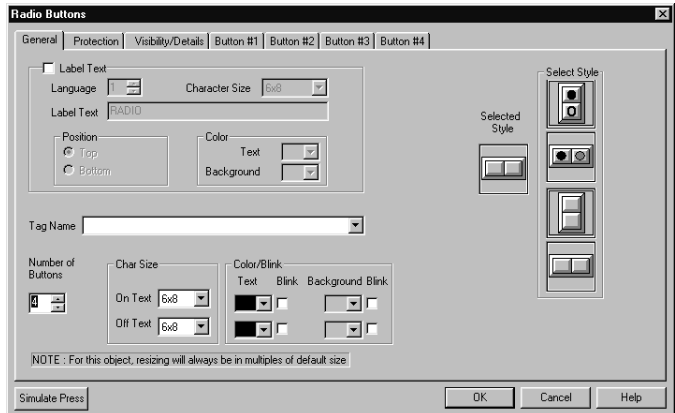 Radio Buttons
General Protection Visibility/Details Button #1 Button #2 Button #3 Button #4
Label Text
Language 1 Character Size 6x8
Label Text RADIO
Position
Top
Bottom
Color
Text
Background
Selected Style
Select Style
Tag Name
Number of Buttons
4
Char Size
On Text 6x8
Off Text 6x8
Color/Blink
Text Blink Background Blink
NOTE : For this object, resizing will always be in multiples of default size
Simulate Press OK Cancel Help